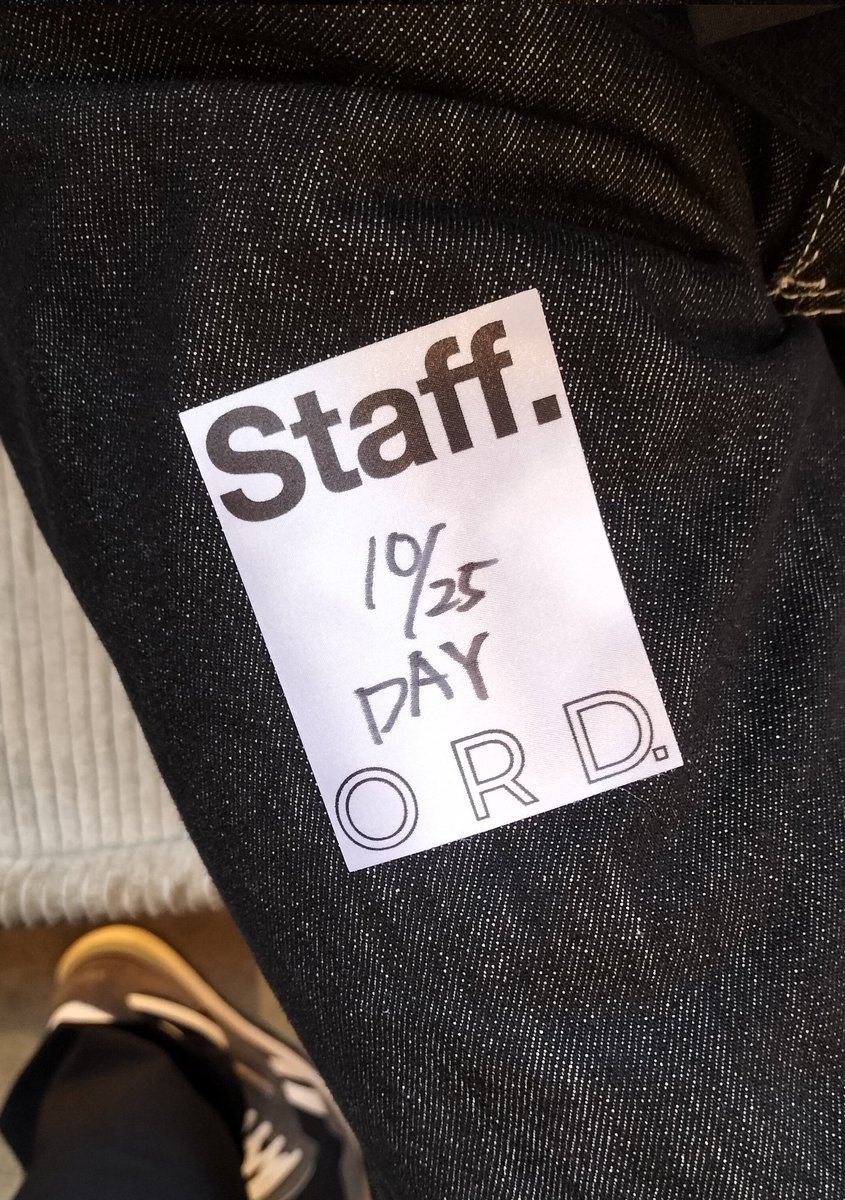 Staff.
10/25
DAY
ORD.